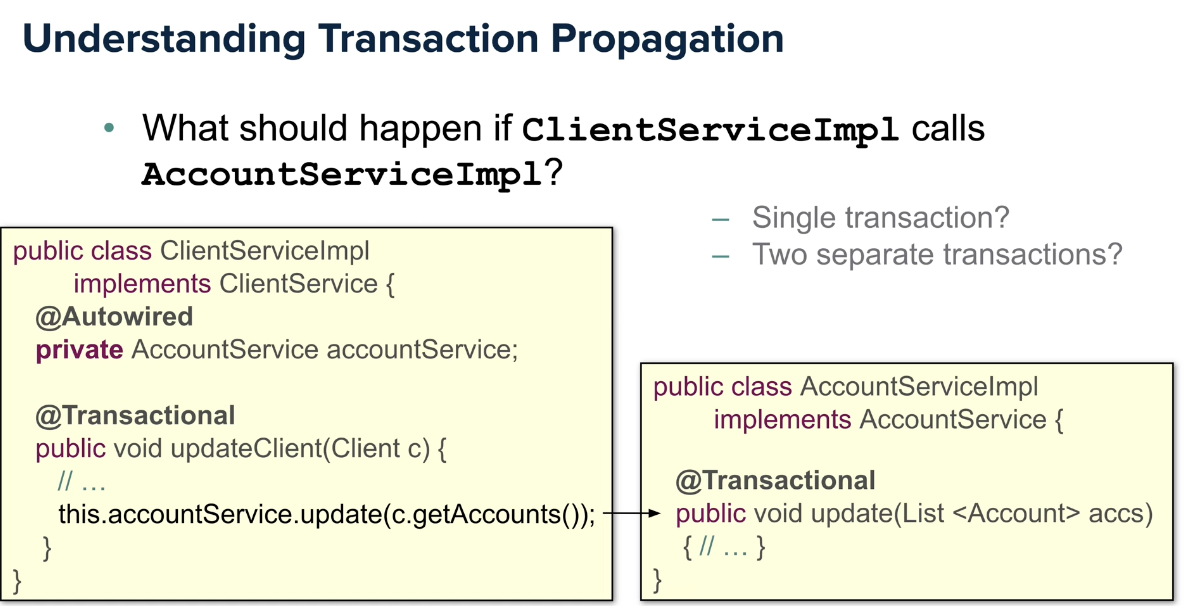 Understanding Transaction Propagation
• What should happen if ClientServiceImpl calls
AccountServiceImpl?
– Single transaction?
– Two separate transactions?
public class ClientServiceImpl
implements ClientService {
@Autowired
private AccountService accountService;
@Transactional
public void updateClient(Client c) {
// …
this.accountService.update(c.getAccounts());
}
}
public class AccountServiceImpl
implements AccountService {
@Transactional
public void update(List <Account> accs)
{ // … }
}